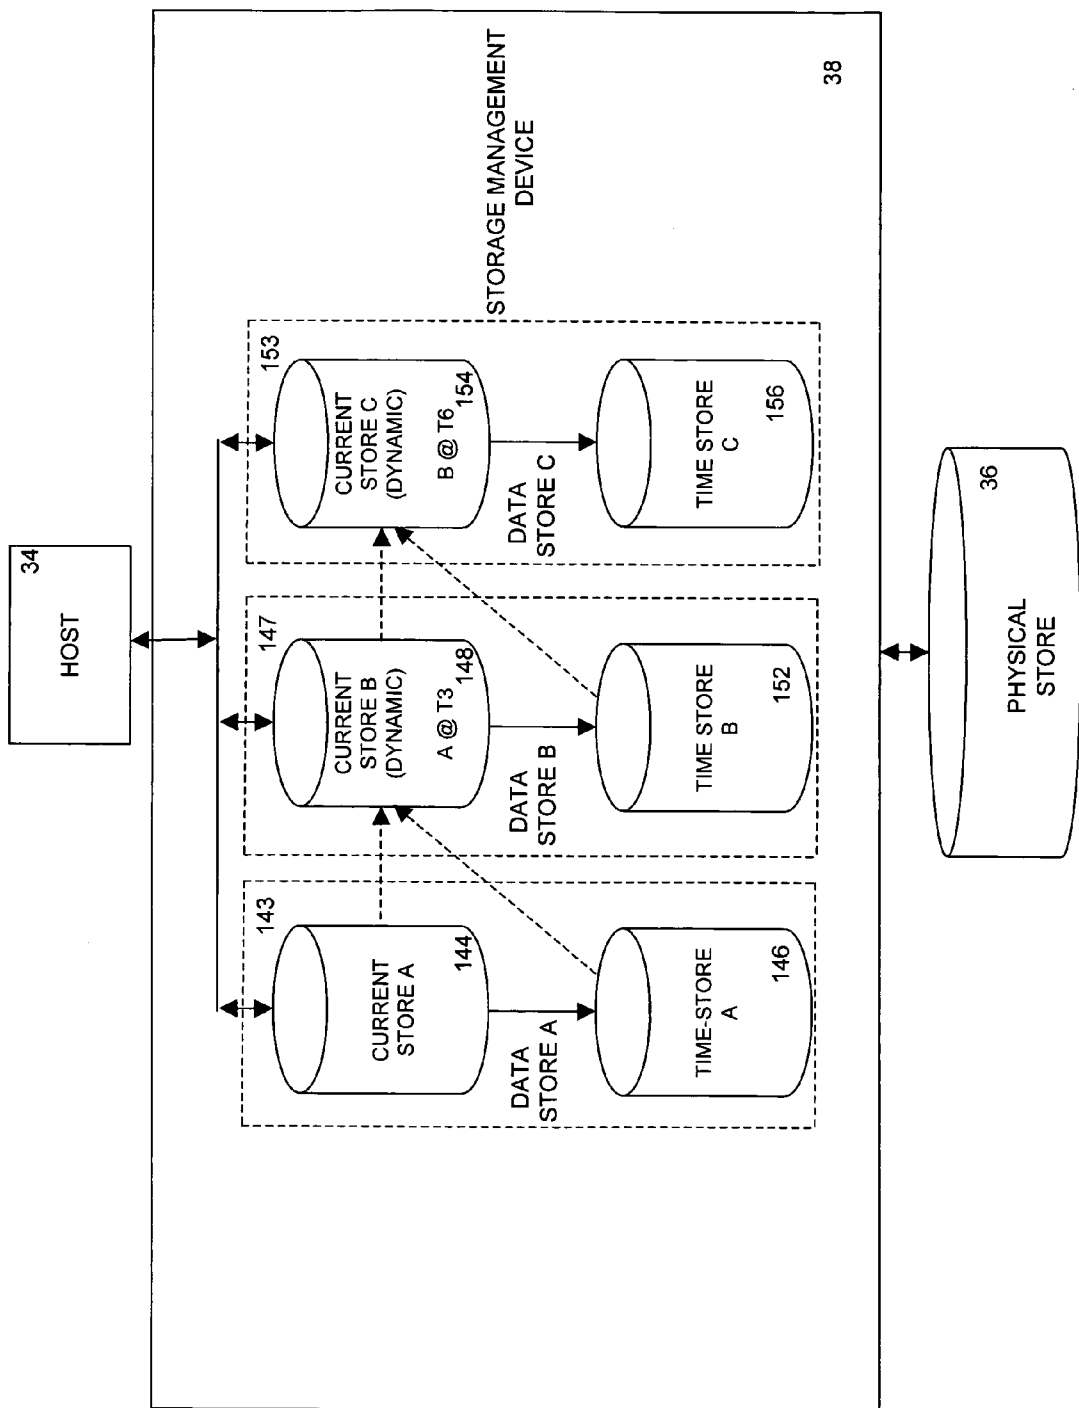 34
HOST
STORAGE MANAGEMENT
DEVICE
38
143
CURRENT
STORE A
144
DATA
STORE A
TIME-STORE
A
146
147
CURRENT
STORE B
(DYNAMIC)
A @ T3
148
DATA
STORE B
TIME STORE
B
152
153
CURRENT
STORE C
(DYNAMIC)
B @ T6
154
DATA
STORE C
TIME STORE
C
156
36
PHYSICAL
STORE